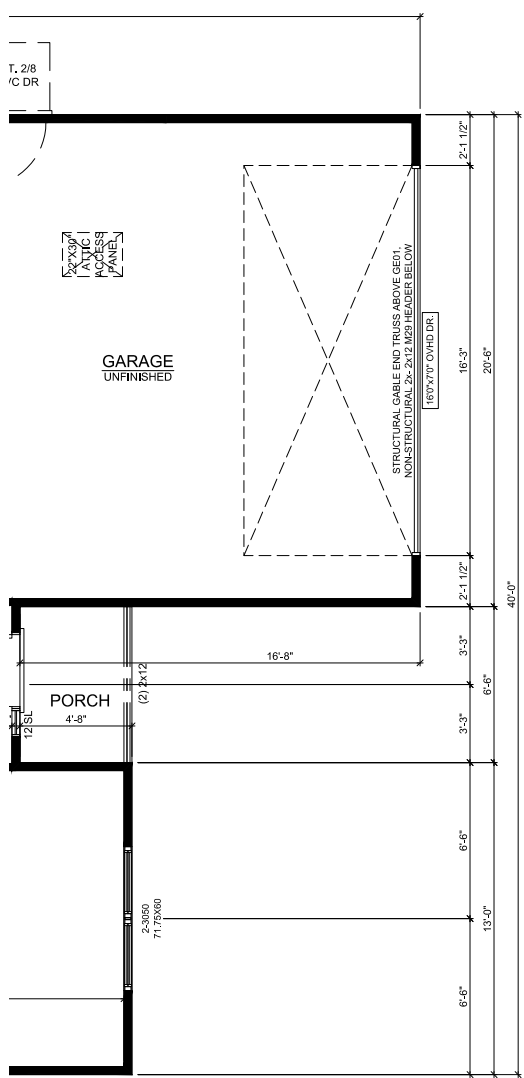 T. 2/8
/C DR
2'-1 1/2"
22"X30"
ATTIC
ACCESS
PANEL
STRUCTURAL GABLE END TRUSS ABOVE GE01,
NON-STRUCTURAL 2x- 2x12 M29 HEADER BELOW
16'0"x7'0" OVHD DR.
16'-3"
20'-6"
GARAGE
UNFINISHED
2'-1 1/2"
40'-0"
16'-8"
3'-3"
6'-6"
(2) 2x12
PORCH
4'-8"
12 SL
3'-3"
6'-6"
2-3050
71.75X60
13'-0"
6'-6"